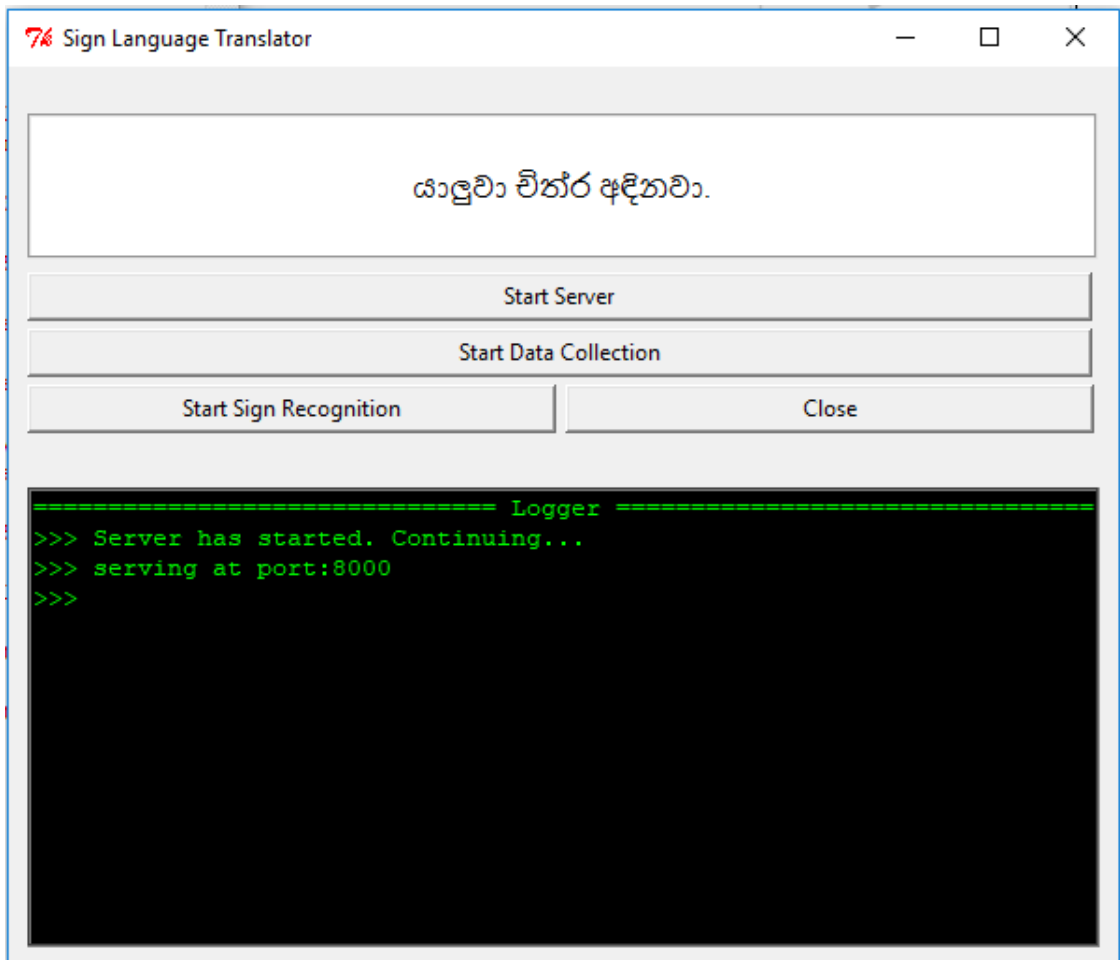 Sign Language Translator
යාලුවා චිත්ර අඳිනවා.
Start Server
Start Data Collection
Start Sign Recognition
Close
=============================== Logger ================================
>>> Server has started. Continuing...
>>> serving at port:8000
>>>